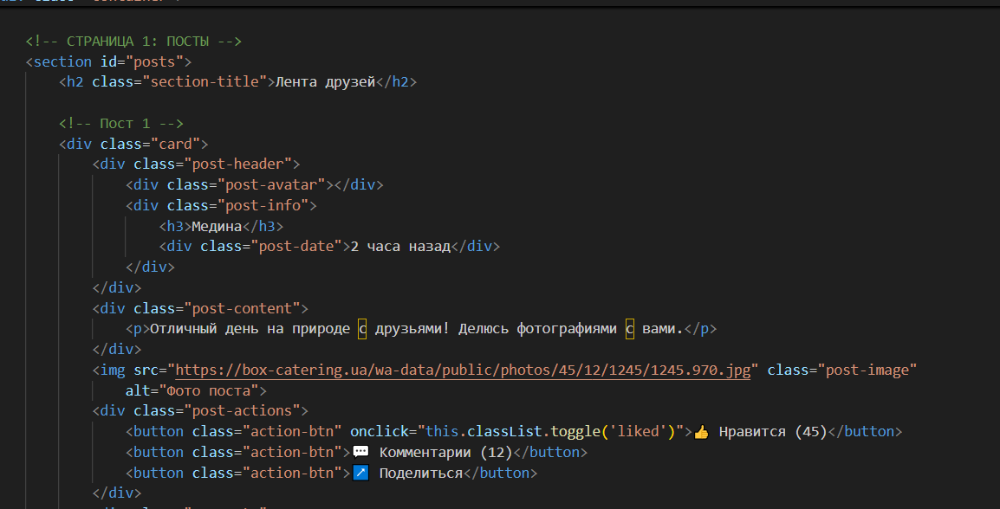 <!-- СТРАНИЦА 1: ПОСТЫ -->
<section id="posts">
<h2 class="section-title">Лента друзей</h2>
<!-- Пост 1 -->
<div class="card">
<div class="post-header">
<div class="post-avatar"></div>
<div class="post-info">
<h3>Медина</h3>
<div class="post-date">2 часа назад</div>
</div>
</div>
<div class="post-content">
<p>Отличный день на природе с друзьями! Делюсь фотографиями с вами.</p>
</div>
<img src="https://box-catering.ua/wa-data/public/photos/45/12/1245/1245.970.jpg" class="post-image"
alt="Фото поста">
<div class="post-actions">
<button class="action-btn" onclick="this.classList.toggle('liked')">👍 Нравится (45)</button>
<button class="action-btn">💬 Комментарии (12)</button>
<button class="action-btn">↗️ Поделиться</button>
</div>